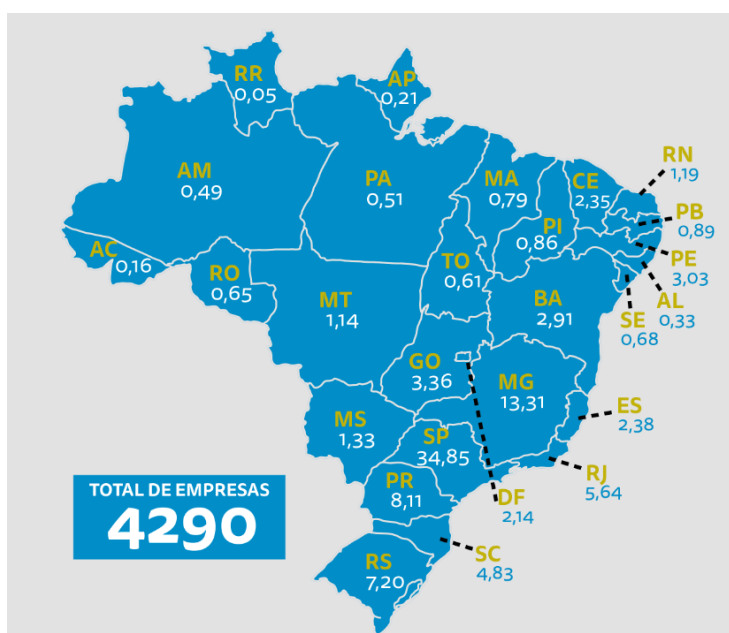 RR
0,05
AP
0,21
AM
0,49
PA
0,51
MA
0,79
CE
2,35
RN
1,19
PI
0,86
PB
0,89
PE
3,03
AC
0,16
RO
0,65
TO
0,61
AL
0,33
MT
1,14
BA
2,91
SE
0,68
GO
3,36
MG
13,31
ES
2,38
MS
1,33
SP
34,85
RJ
5,64
PR
8,11
DF
2,14
SC
4,83
RS
7,20
TOTAL DE EMPRESAS
4290